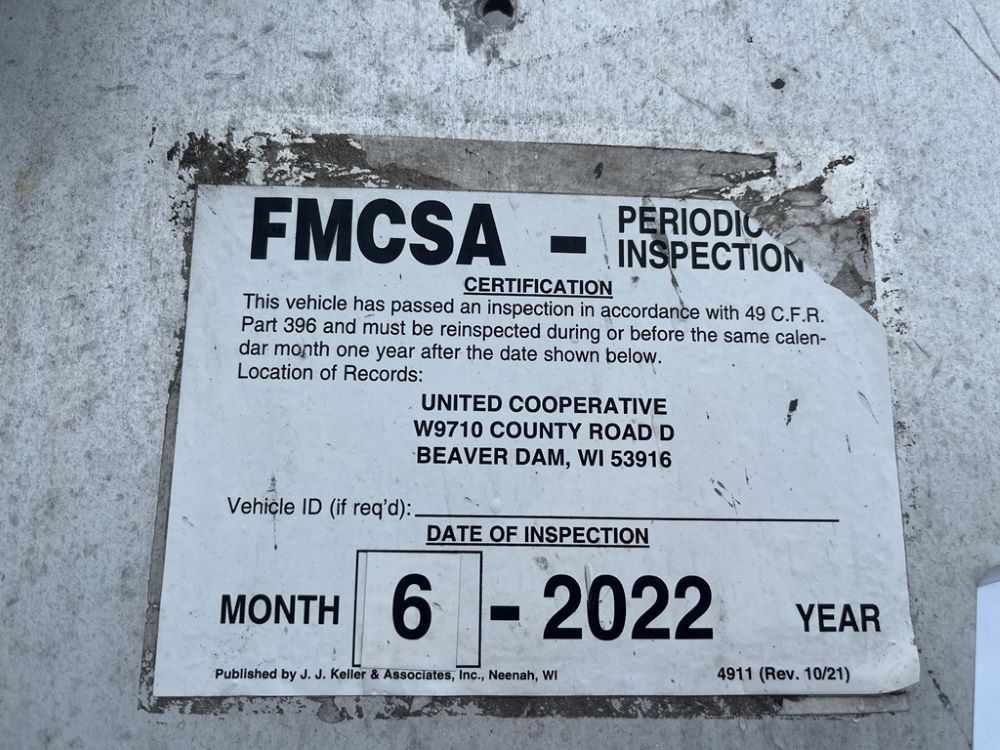 FMCSA - PERIODIC INSPECTION
CERTIFICATION
This vehicle has passed an inspection in accordance with 49 C.F.R.
Part 396 and must be reinspected during or before the same calen-
dar month one year after the date shown below.
Location of Records:
UNITED COOPERATIVE
W9710 COUNTY ROAD D
BEAVER DAM, WI 53916
Vehicle ID (if req'd):
DATE OF INSPECTION
MONTH 6 - 2022 YEAR
Published by J. J. Keller & Associates, Inc., Neenah, WI 4911 (Rev. 10/21)